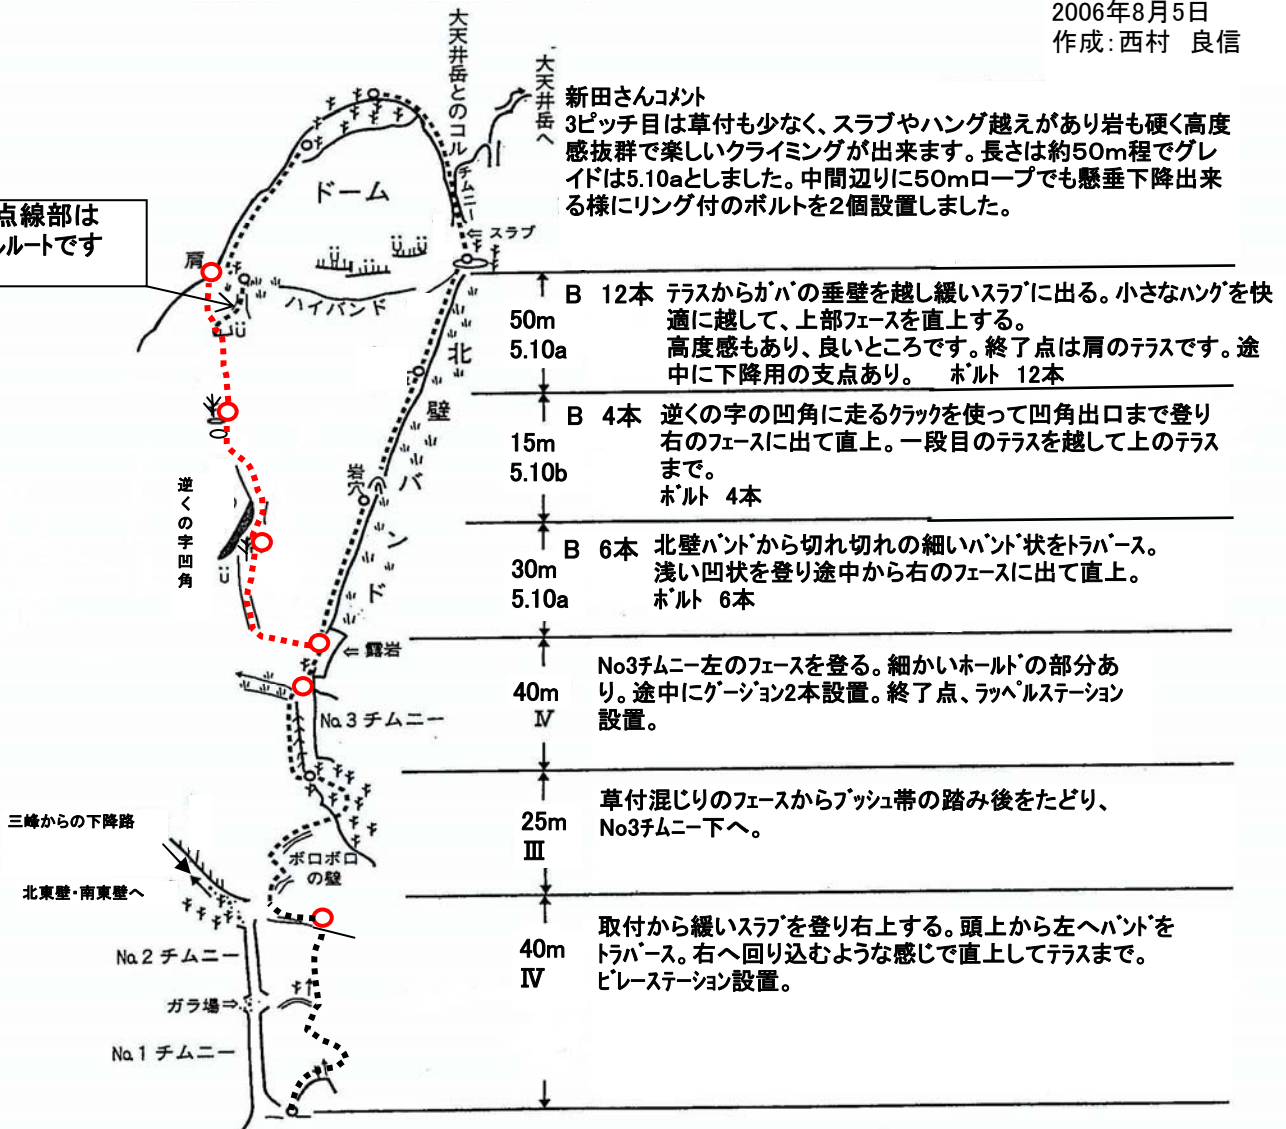 2006年8月5日
作成：西村　良信
大天井岳とのコル
大天井岳へ
新田さんコメント
3ピッチ目は草付も少なく、スラブやハング越えがあり岩も硬く高度
感抜群で楽しいクライミングが出来ます。長さは約50m程でグレ
イドは5.10aとしました。中間辺りに50mロープでも懸垂下降出来
る様にリング付のボルトを2個設置しました。
点線部は
ルートです
ドーム
チムニー
⇐スラブ
肩
ハイバンド
北壁バンド
岩穴
逆くの字凹角
50m
5.10a
B　12本　テラスからガバの垂壁を越し緩いスラブに出る。小さなハングを快
適に越して、上部フェースを直上する。
高度感もあり、良いところです。終了点は肩のテラスです。途
中に下降用の支点あり。　ボルト　12本
15m
5.10b
B　4本　逆くの字の凹角に走るクラックを使って凹角出口まで登り
右のフェースに出て直上。一段目のテラスを越して上のテラス
まで。
ボルト　4本
30m
5.10a
B　6本　北壁バンドから切れ切れの細いバンド状をトラバース。
浅い凹状を登り途中から右のフェースに出て直上。
ボルト　6本
⇐露岩
No.3チムニー
40m
Ⅳ
No3チムニー左のフェースを登る。細かいホールドの部分あ
り。途中にグージョン2本設置。終了点、ラッペルステーション
設置。
25m
Ⅲ
草付混じりのフェースからブッシュ帯の踏み後をたどり、
No3チムニー下へ。
三峰からの下降路
北東壁・南東壁へ
ボロボロ
の壁
No.2チムニー
ガラ場⇒
No.1チムニー
40m
Ⅳ
取付から緩いスラブを登り右上する。頭上から左へバンドを
トラバース。右へ回り込むような感じで直上してテラスまで。
ビレーステーション設置。